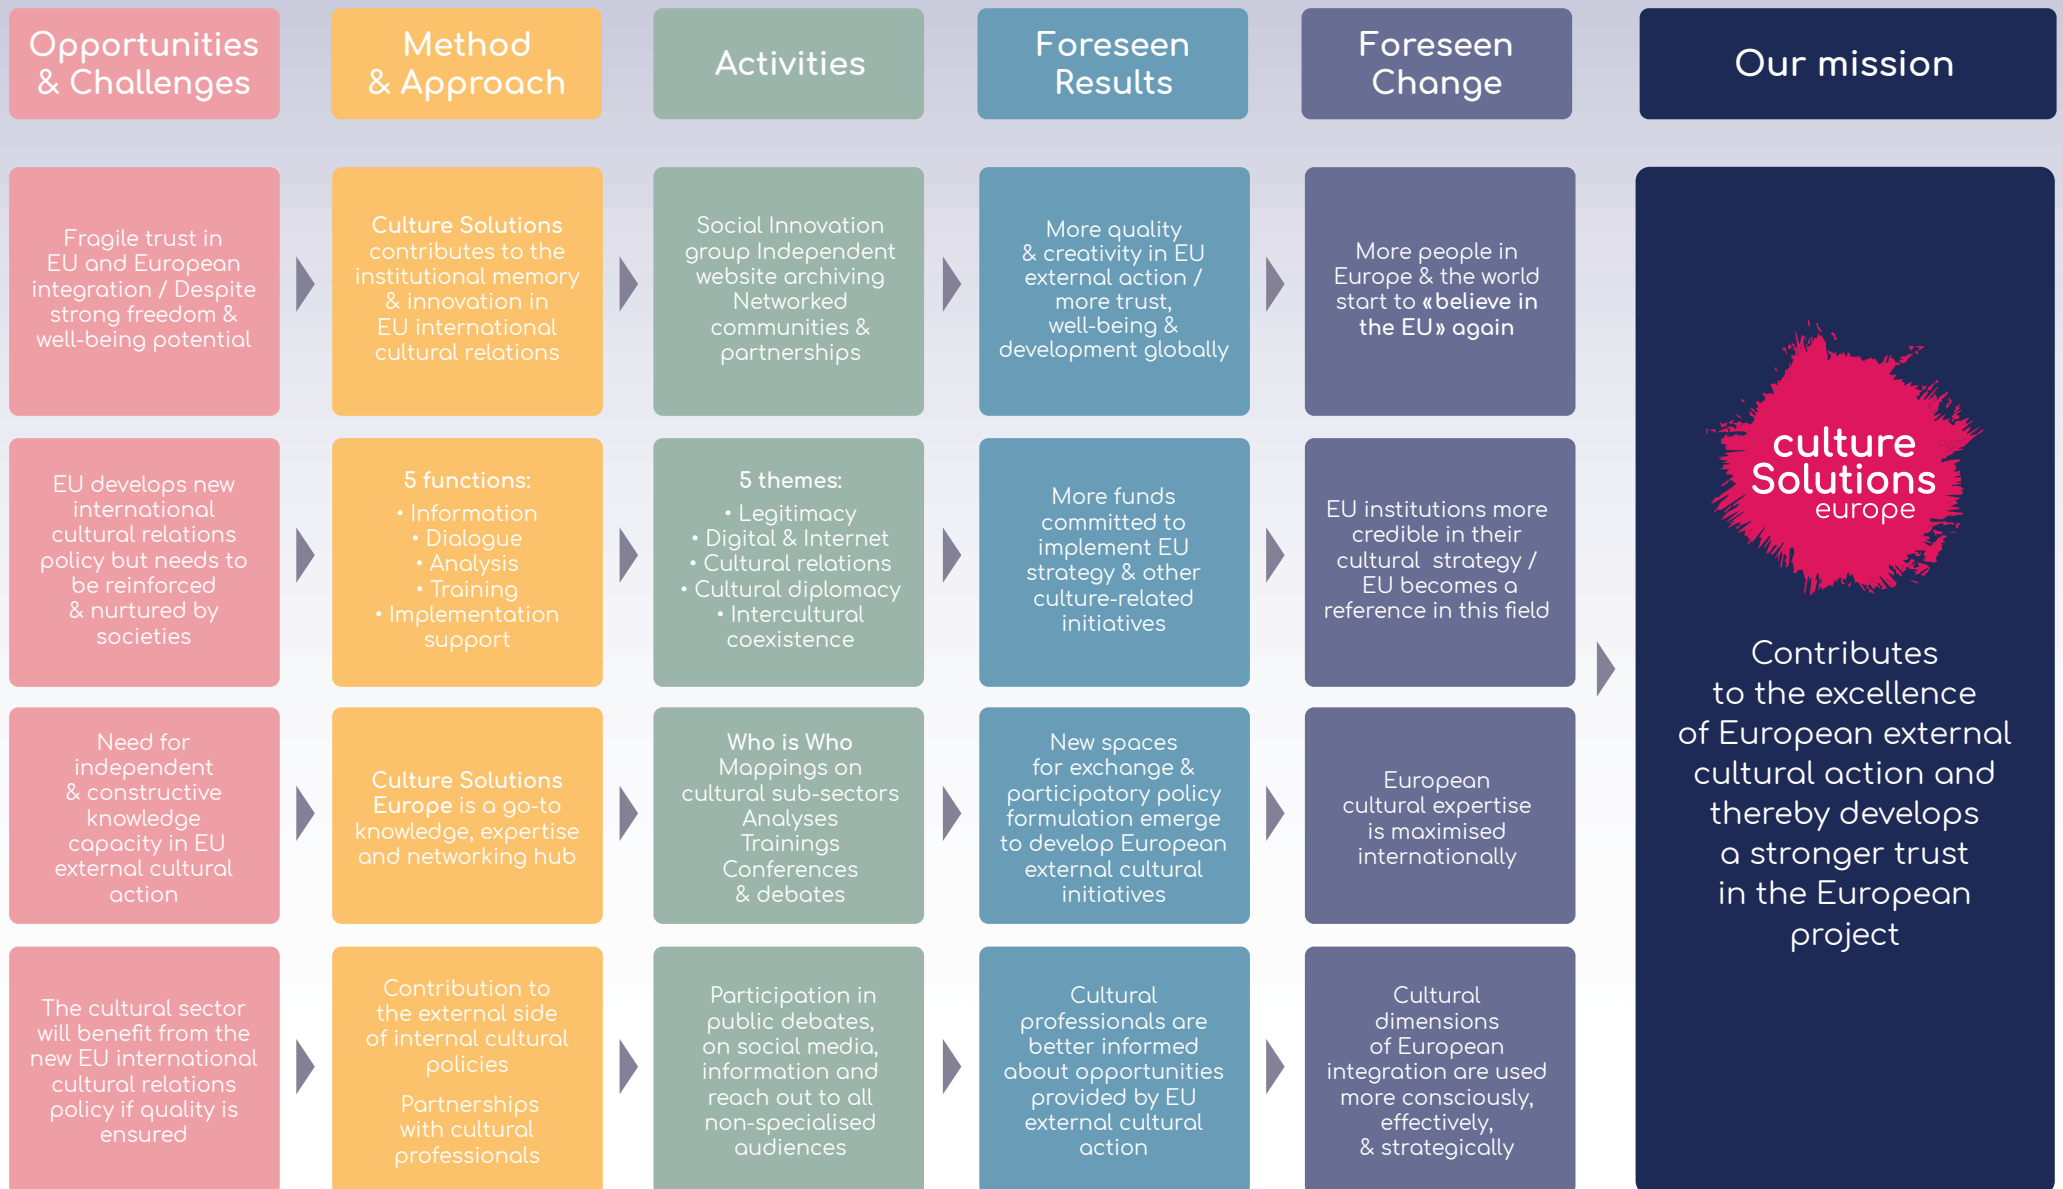 Opportunities
& Challenges
Method
& Approach
Activities
Foreseen
Results
Foreseen
Change
Our mission
Fragile trust in
EU and European
integration / Despite
strong freedom &
well-being potential
Culture Solutions
contributes to the
institutional memory
& innovation in
EU international
cultural relations
Social Innovation
group Independent
website archiving
Networked
communities &
partnerships
More quality
& creativity in EU
external action /
more trust,
well-being &
development globally
More people in
Europe & the world
start to «believe in
the EU» again
EU develops new
international
cultural relations
policy but needs to
be reinforced
& nurtured by
societies
5 functions:
• Information
• Dialogue
• Analysis
• Training
• Implementation
support
5 themes:
• Legitimacy
• Digital & Internet
• Cultural relations
• Cultural diplomacy
• Intercultural
coexistence
More funds
committed to
implement EU
strategy & other
culture-related
initiatives
EU institutions more
credible in their
cultural strategy /
EU becomes a
reference in this field
Need for
independent
& constructive
knowledge
capacity in EU
external cultural
action
Culture Solutions
Europe is a go-to
knowledge, expertise
and networking hub
Who is Who
Mappings on
cultural sub-sectors
Analyses
Trainings
Conferences
& debates
New spaces
for exchange &
participatory policy
formulation emerge
to develop European
external cultural
initiatives
European
cultural expertise
is maximised
internationally
The cultural sector
will benefit from the
new EU international
cultural relations
policy if quality is
ensured
Contribution to
the external side
of internal cultural
policies
Partnerships
with cultural
professionals
Participation in
public debates,
on social media,
information and
reach out to all
non-specialised
audiences
Cultural
professionals are
better informed
about opportunities
provided by EU
external cultural
action
Cultural
dimensions
of European
integration are used
more consciously,
effectively,
& strategically
culture
Solutions
europe
Contributes
to the excellence
of European external
cultural action and
thereby develops
a stronger trust
in the European
project